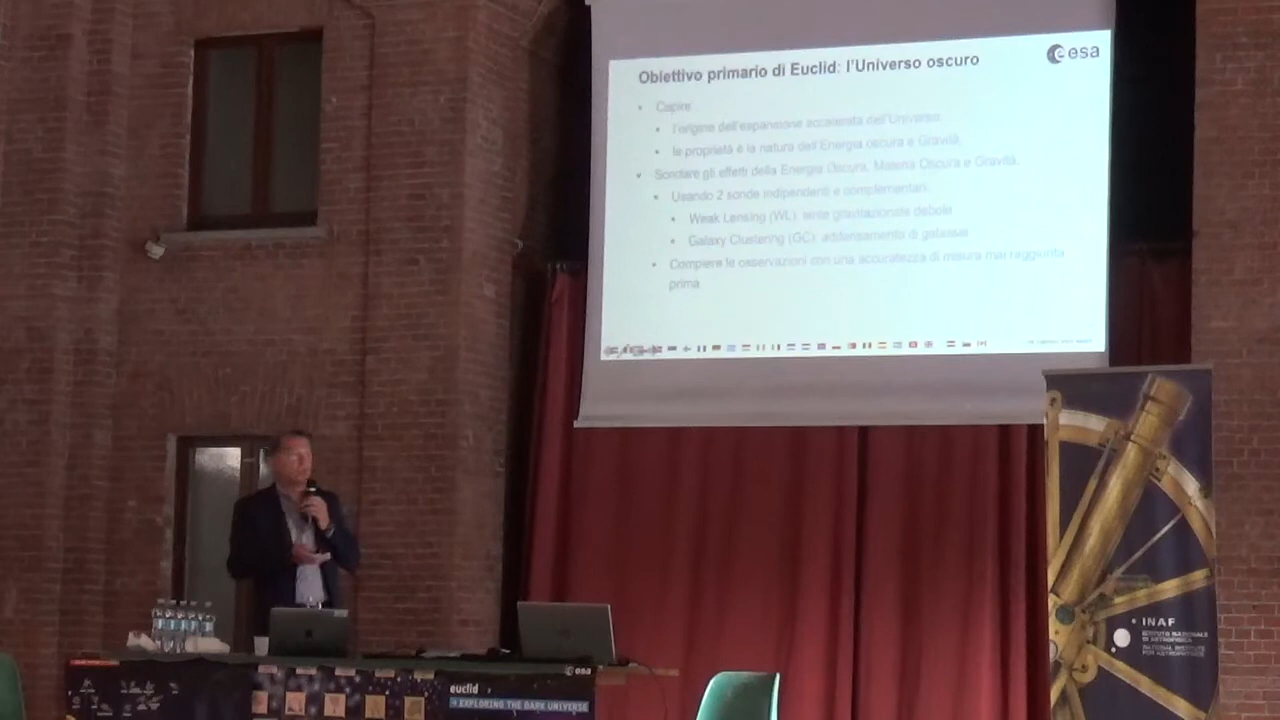 Obiettivo primario di Euclid: l'Universo oscuro
esa
Capire
l'origine dell'espansione accelerata dell'Universo,
le proprietà e la natura dell'Energia oscura e Gravità,
Sondare gli effetti della Energia Oscura, Materia Oscura e Gravità,
Usando 2 sonde indipendenti e complementari:
Weak Lensing (WL), lente gravitazionale debole
Galaxy Clustering (GC), addensamento di galassie
Compiere le osservazioni con una accuratezza di misura mai raggiunta
prima
INAF
ISTITUTO NAZIONALE
DI ASTROFISICA
NATIONAL INSTITUTE
FOR ASTROPHYSICS
esa
euclid
EXPLORING THE DARK UNIVERSE